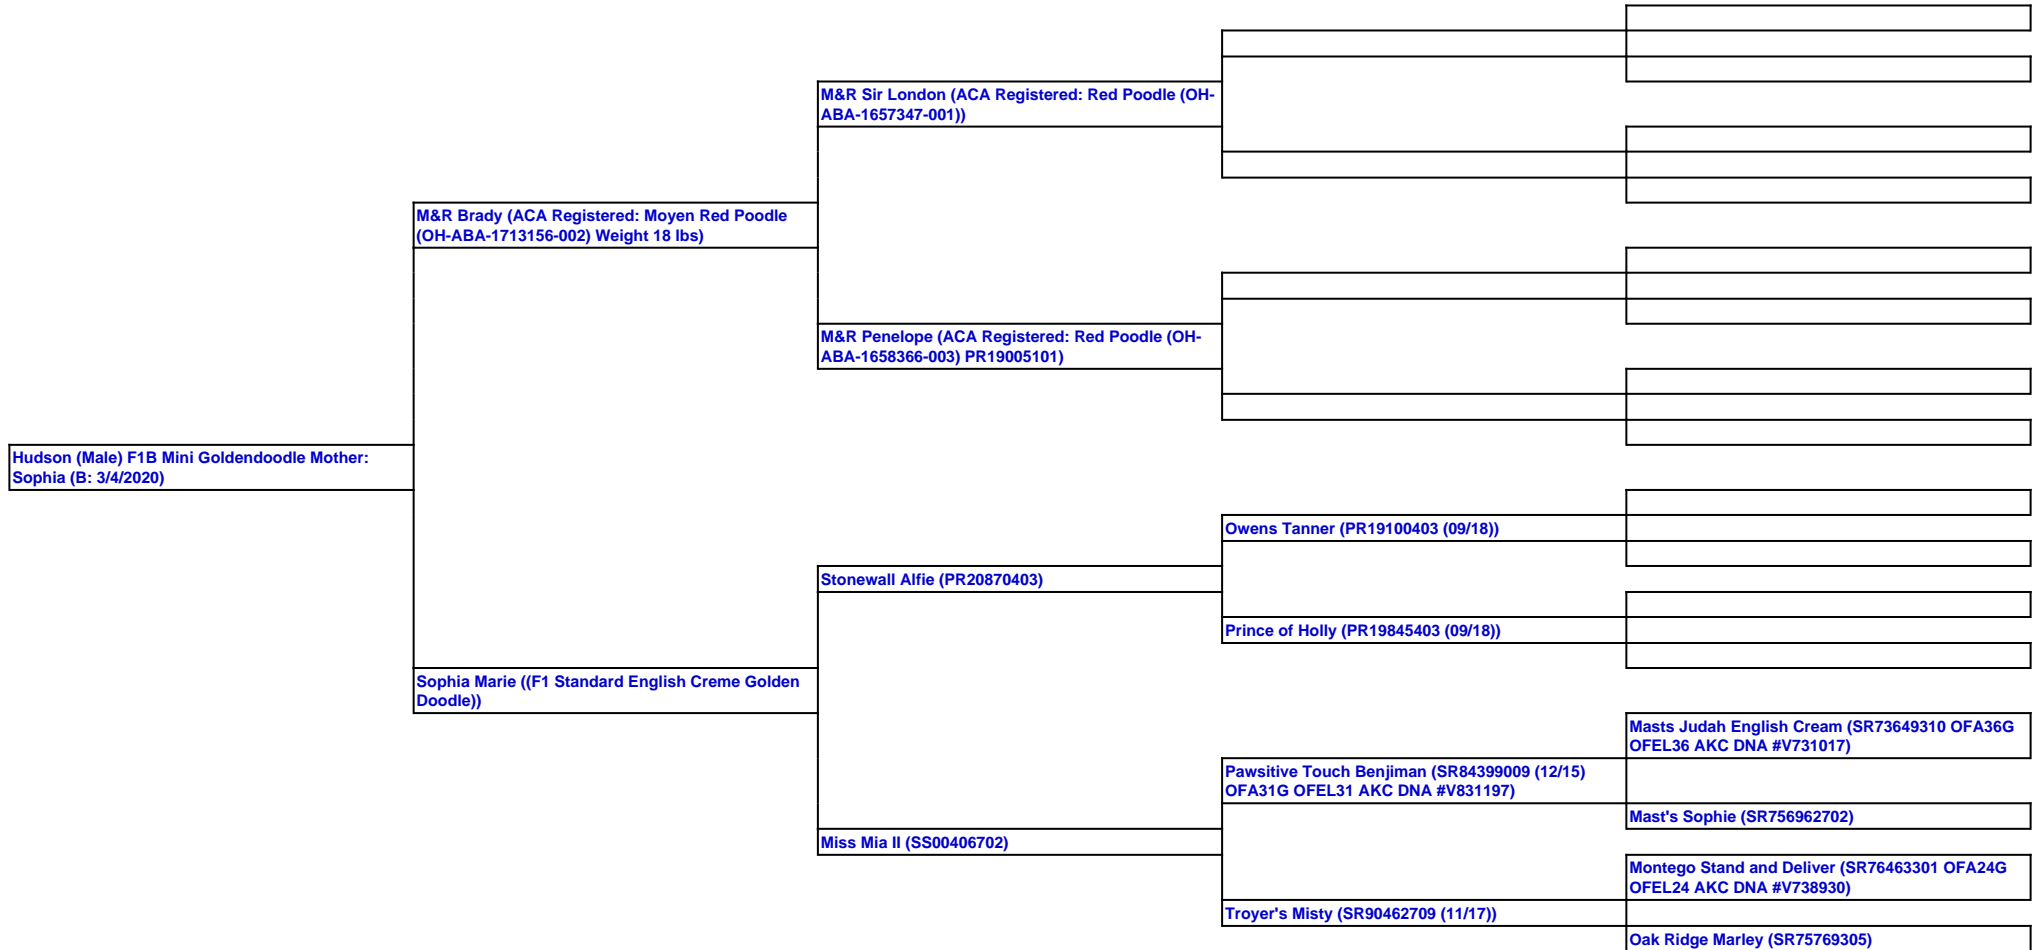 M&R Sir London (ACA Registered: Red Poodle (OH-
ABA-1657347-001))
M&R Brady (ACA Registered: Moyen Red Poodle
(OH-ABA-1713156-002) Weight 18 lbs)
M&R Penelope (ACA Registered: Red Poodle (OH-
ABA-1658366-003) PR19005101)
Hudson (Male) F1B Mini Goldendoodle Mother:
Sophia (B: 3/4/2020)
Owens Tanner (PR19100403 (09/18))
Stonewall Alfie (PR20870403)
Prince of Holly (PR19845403 (09/18))
Sophia Marie ((F1 Standard English Creme Golden
Doodle))
Masts Judah English Cream (SR73649310 OFA36G
OFEL36 AKC DNA #V731017)
Pawsitive Touch Benjiman (SR84399009 (12/15)
OFA31G OFEL31 AKC DNA #V831197)
Mast's Sophie (SR756962702)
Miss Mia II (SS00406702)
Montego Stand and Deliver (SR76463301 OFA24G
OFEL24 AKC DNA #V738930)
Troyer's Misty (SR90462709 (11/17))
Oak Ridge Marley (SR75769305)